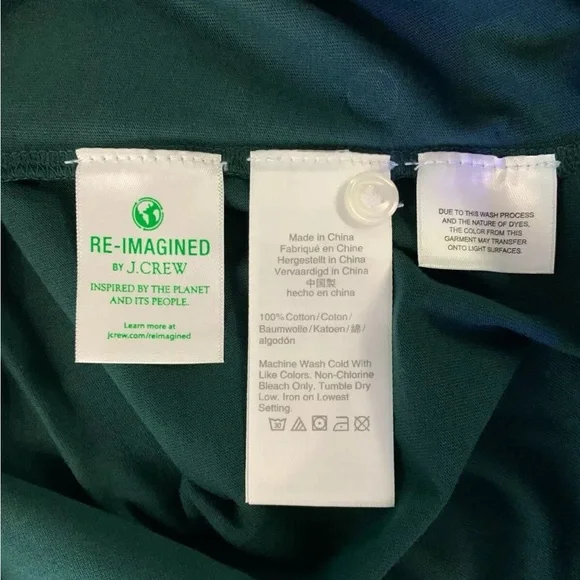 RE-IMAGINED
BY J.CREW
INSPIRED BY THE PLANET
AND ITS PEOPLE.
Learn more at
jcrew.com/reimagined
Made in China
Fabriqué en Chine
Hergestellt in China
Vervaardigd in China
中国製
hecho en china
100%Cotton/Coton/
Baumwolle/Katoen/綿/
algodón
Machine Wash Cold With
Like Colors. Non-Chlorine
Bleach Only. Tumble Dry
Low. Iron on Lowest
Setting.
30
DUE TO THIS WASH PROCESS
AND THE NATURE OF DYES,
THE COLOR FROM THIS
GARMENT MAY TRANSFER
ONTO LIGHT SURFACES.